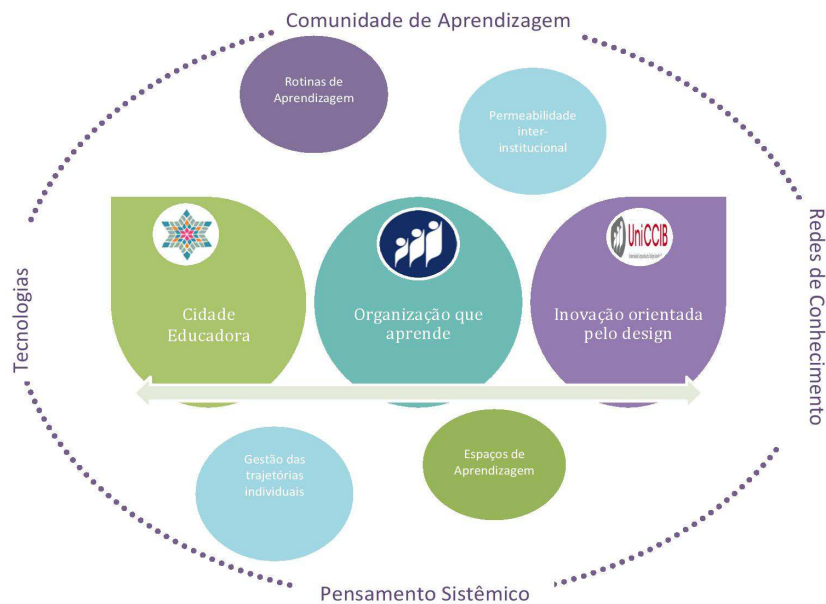 Comunidade de Aprendizagem
Rotinas de
Aprendizagem
Permeabilidade
inter-
institucional
Tecnologias
Redes de Conhecimento
UniCCIB
Cidade
Educadora
Organização que
aprende
Inovação orientada
pelo design
Gestão das
trajetórias
individuais
Espaços de
Aprendizagem
Pensamento Sistêmico